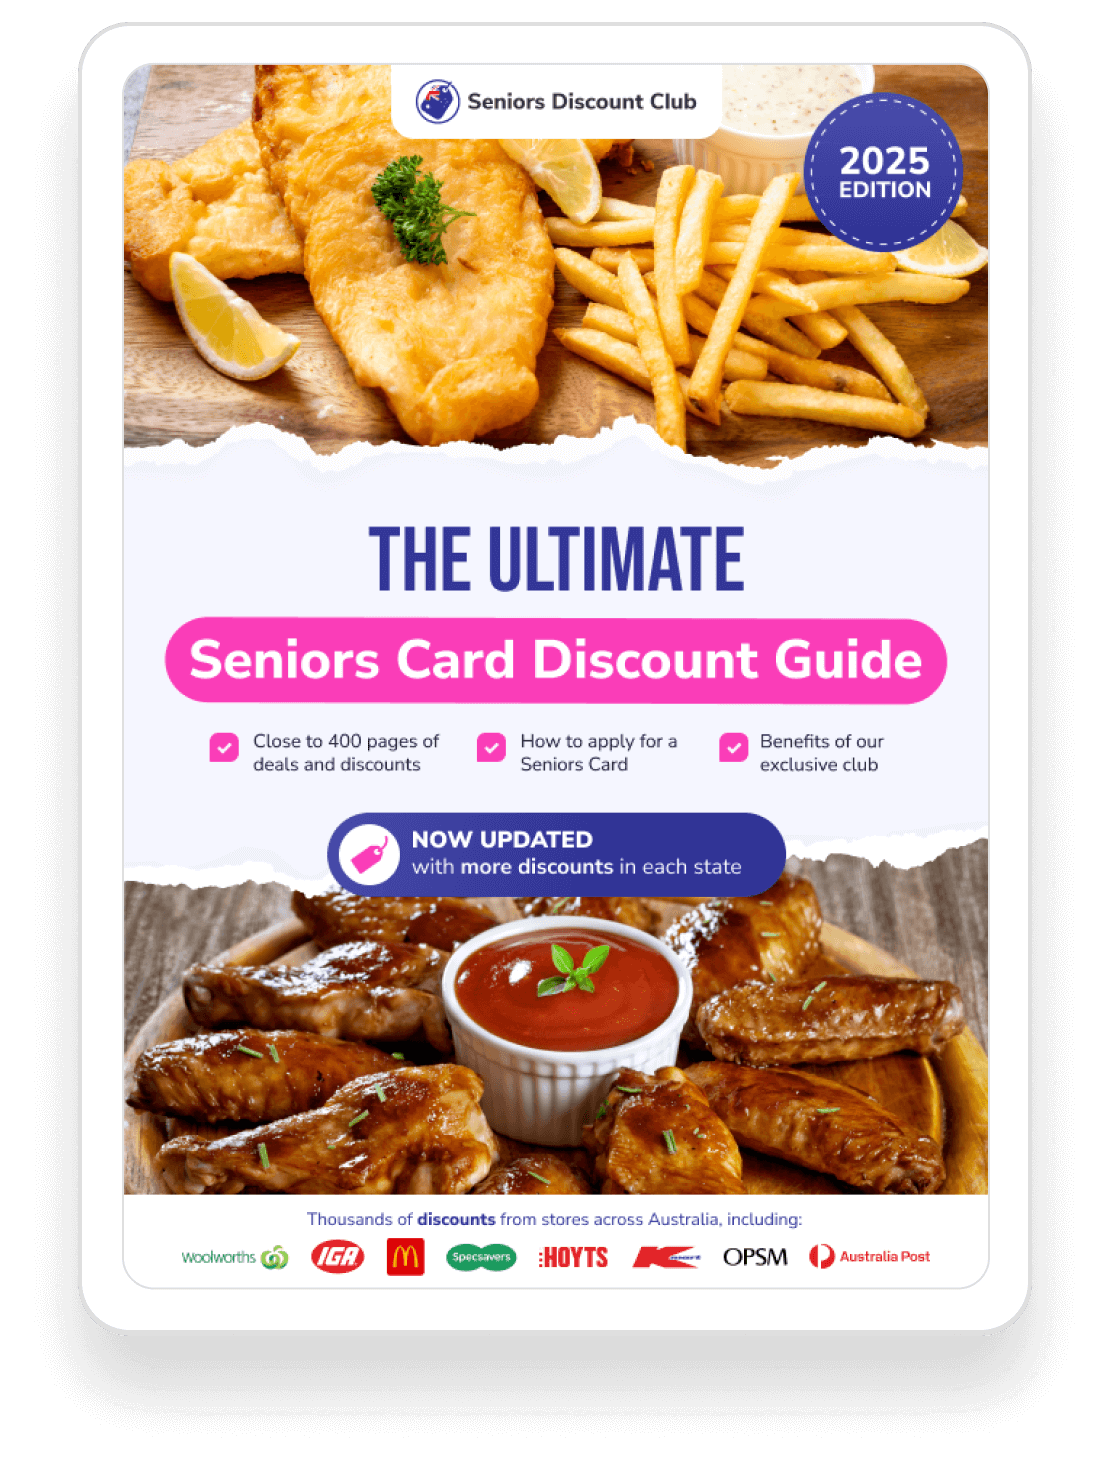 Seniors Discount Club
2025
EDITION
THE ULTIMATE
Seniors Card Discount Guide
Close to 400 pages of
deals and discounts
How to apply for a
Seniors Card
Benefits of our
exclusive club
NOW UPDATED
with more discounts in each state
Thousands of discounts from stores across Australia, including:
Woolworths IGA M Specsavers HOYTS Kmart OPSM Australia Post